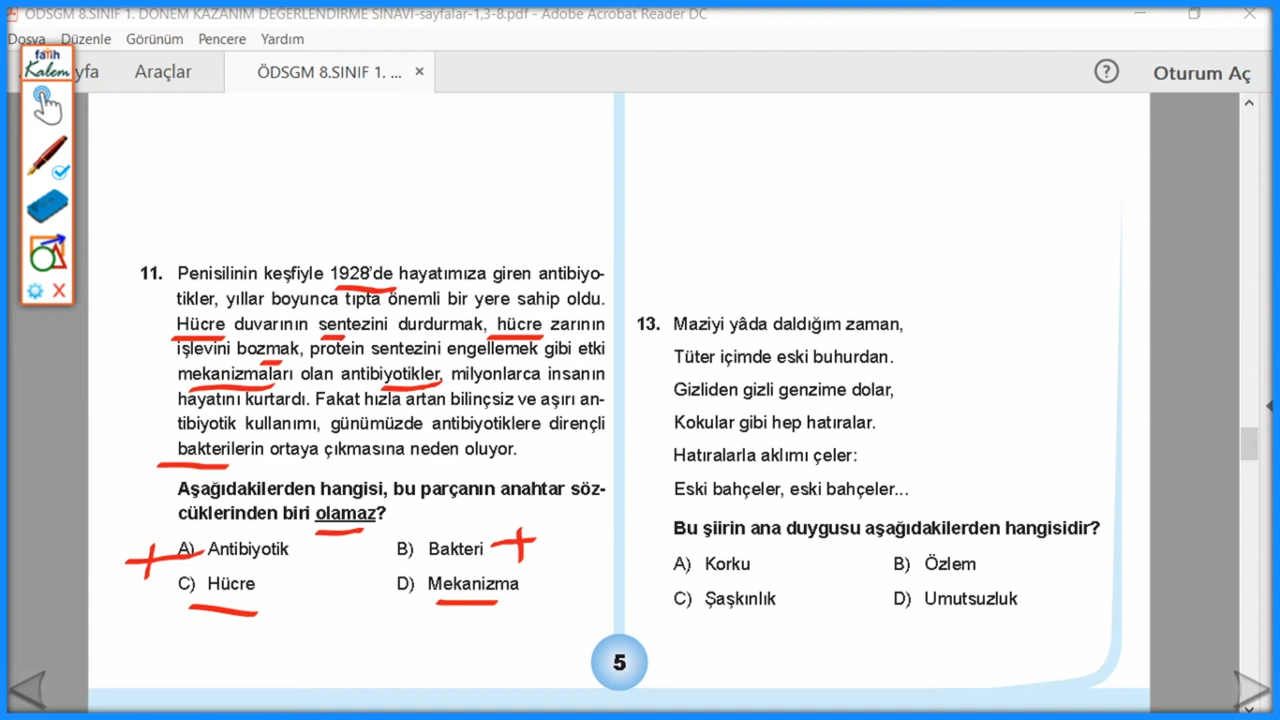 ÖDSGM 8.SINIF 1. DÖNEM KAZANIM DEĞERLENDİRME SINAVI-sayfalar-1,3-8.pdf - Adobe Acrobat Reader DC
Dosya Düzenle Görünüm Pencere Yardım
fatih
Kalem
yfa Araçlar ÖDSGM 8.SINIF 1. ... × ? Oturum Aç
11. Penisilinin keşfiyle 1928'de hayatımıza giren antibiyo-
tikler, yıllar boyunca tıpta önemli bir yere sahip oldu.
Hücre duvarının sentezini durdurmak, hücre zarının
işlevini bozmak, protein sentezini engellemek gibi etki
mekanizmaları olan antibiyotikler, milyonlarca insanın
hayatını kurtardı. Fakat hızla artan bilinçsiz ve aşırı an-
tibiyotik kullanımı, günümüzde antibiyotiklere dirençli
bakterilerin ortaya çıkmasına neden oluyor.
Aşağıdakilerden hangisi, bu parçanın anahtar söz-
cüklerinden biri olamaz?
A) Antibiyotik B) Bakteri
C) Hücre D) Mekanizma
13. Maziyi yâda daldığım zaman,
Tüter içimde eski buhurdan.
Gizliden gizli genzime dolar,
Kokular gibi hep hatıralar.
Hatıralarla aklımı çeler:
Eski bahçeler, eski bahçeler...
Bu şiirin ana duygusu aşağıdakilerden hangisidir?
A) Korku B) Özlem
C) Şaşkınlık D) Umutsuzluk
5